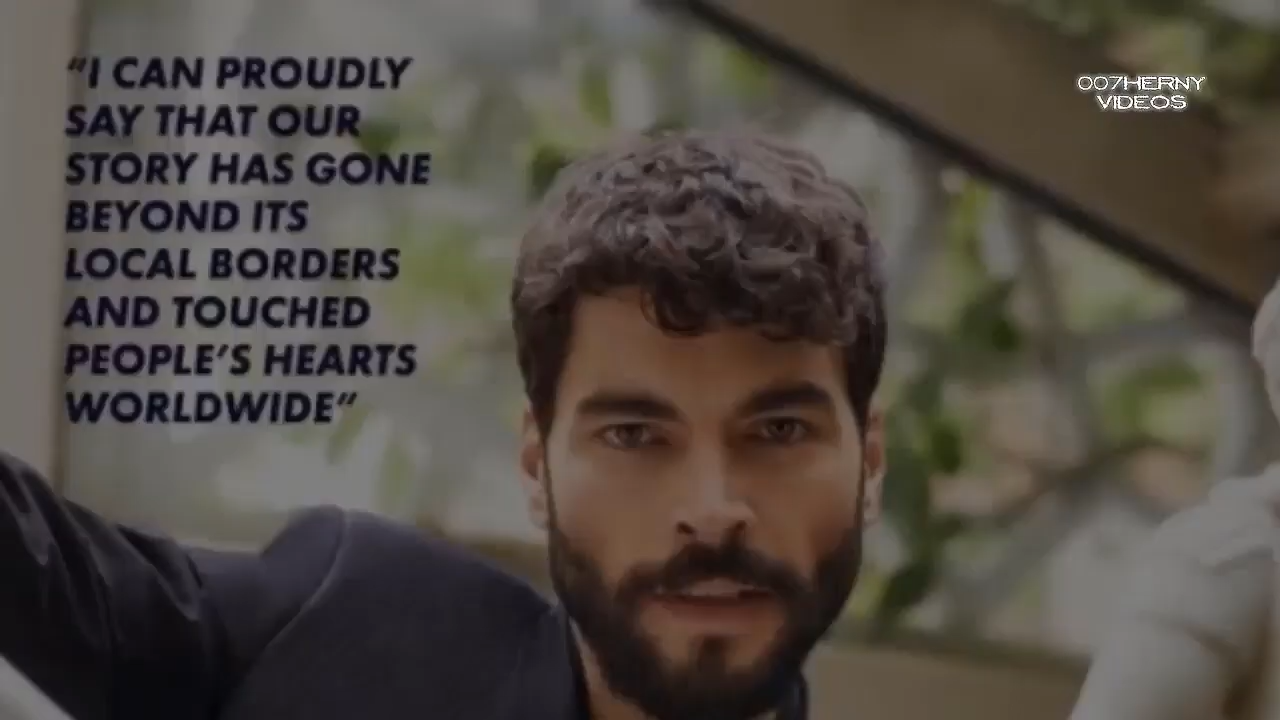 “I CAN PROUDLY
SAY THAT OUR
STORY HAS GONE
BEYOND ITS
LOCAL BORDERS
AND TOUCHED
PEOPLE’S HEARTS
WORLDWIDE“
007HERNY
VIDEOS